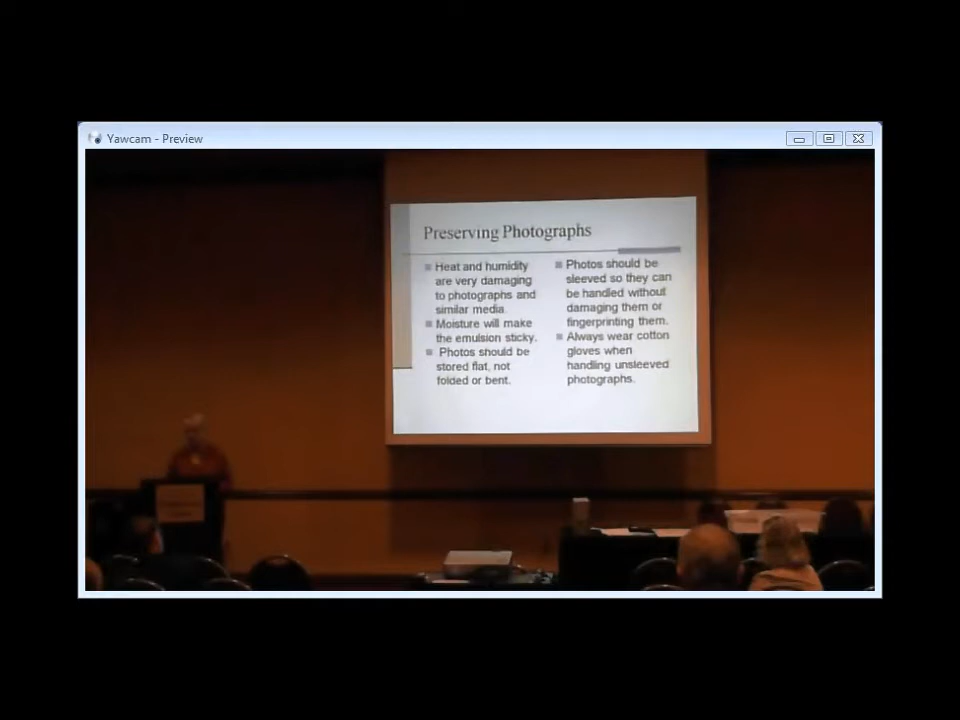 Yawcam - Preview
Preserving Photographs
Heat and humidity
are very damaging
to photographs and
similar media.
Moisture will make
the emulsion sticky.
Photos should be
stored flat, not
folded or bent.
Photos should be
sleeved so they can
be handled without
damaging them or
fingerprinting them.
Always wear cotton
gloves when
handling unsleeved
photographs.